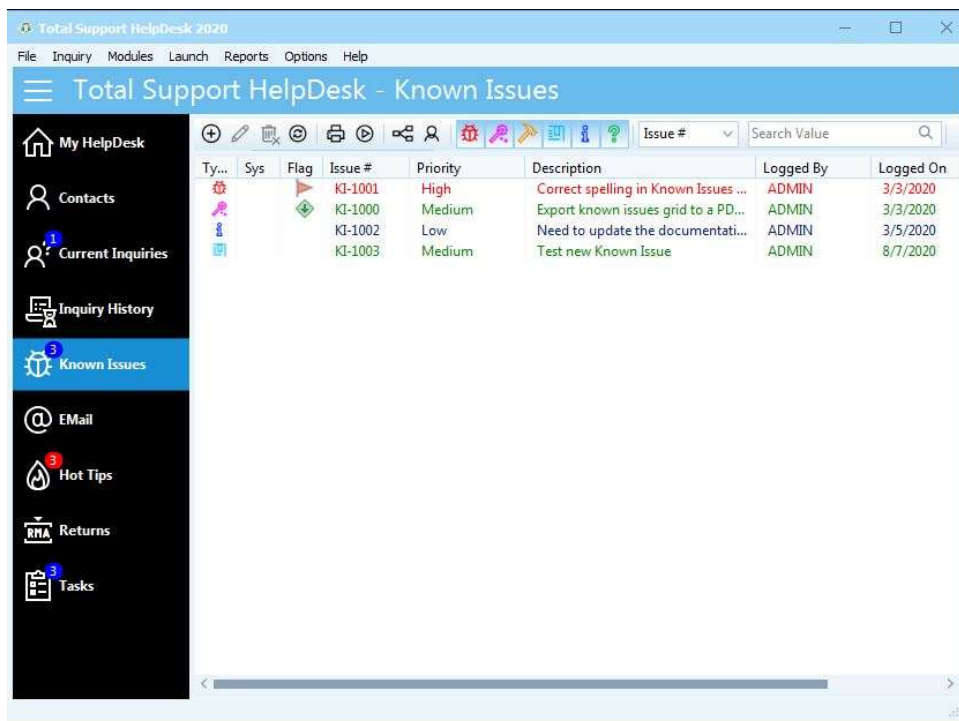 Total Support HelpDesk 2020
File Inquiry Modules Launch Reports Options Help
Total Support HelpDesk - Known Issues
My HelpDesk
Contacts
1
Current Inquiries
Inquiry History
3
Known Issues
EMail
3
Hot Tips
RMA Returns
3
Tasks
Issue # Search Value
Ty... Sys Flag Issue # Priority Description Logged By Logged On
KI-1001 High Correct spelling in Known Issues ... ADMIN 3/3/2020
KI-1000 Medium Export known issues grid to a PD... ADMIN 3/3/2020
KI-1002 Low Need to update the documentati... ADMIN 3/5/2020
KI-1003 Medium Test new Known Issue ADMIN 8/7/2020